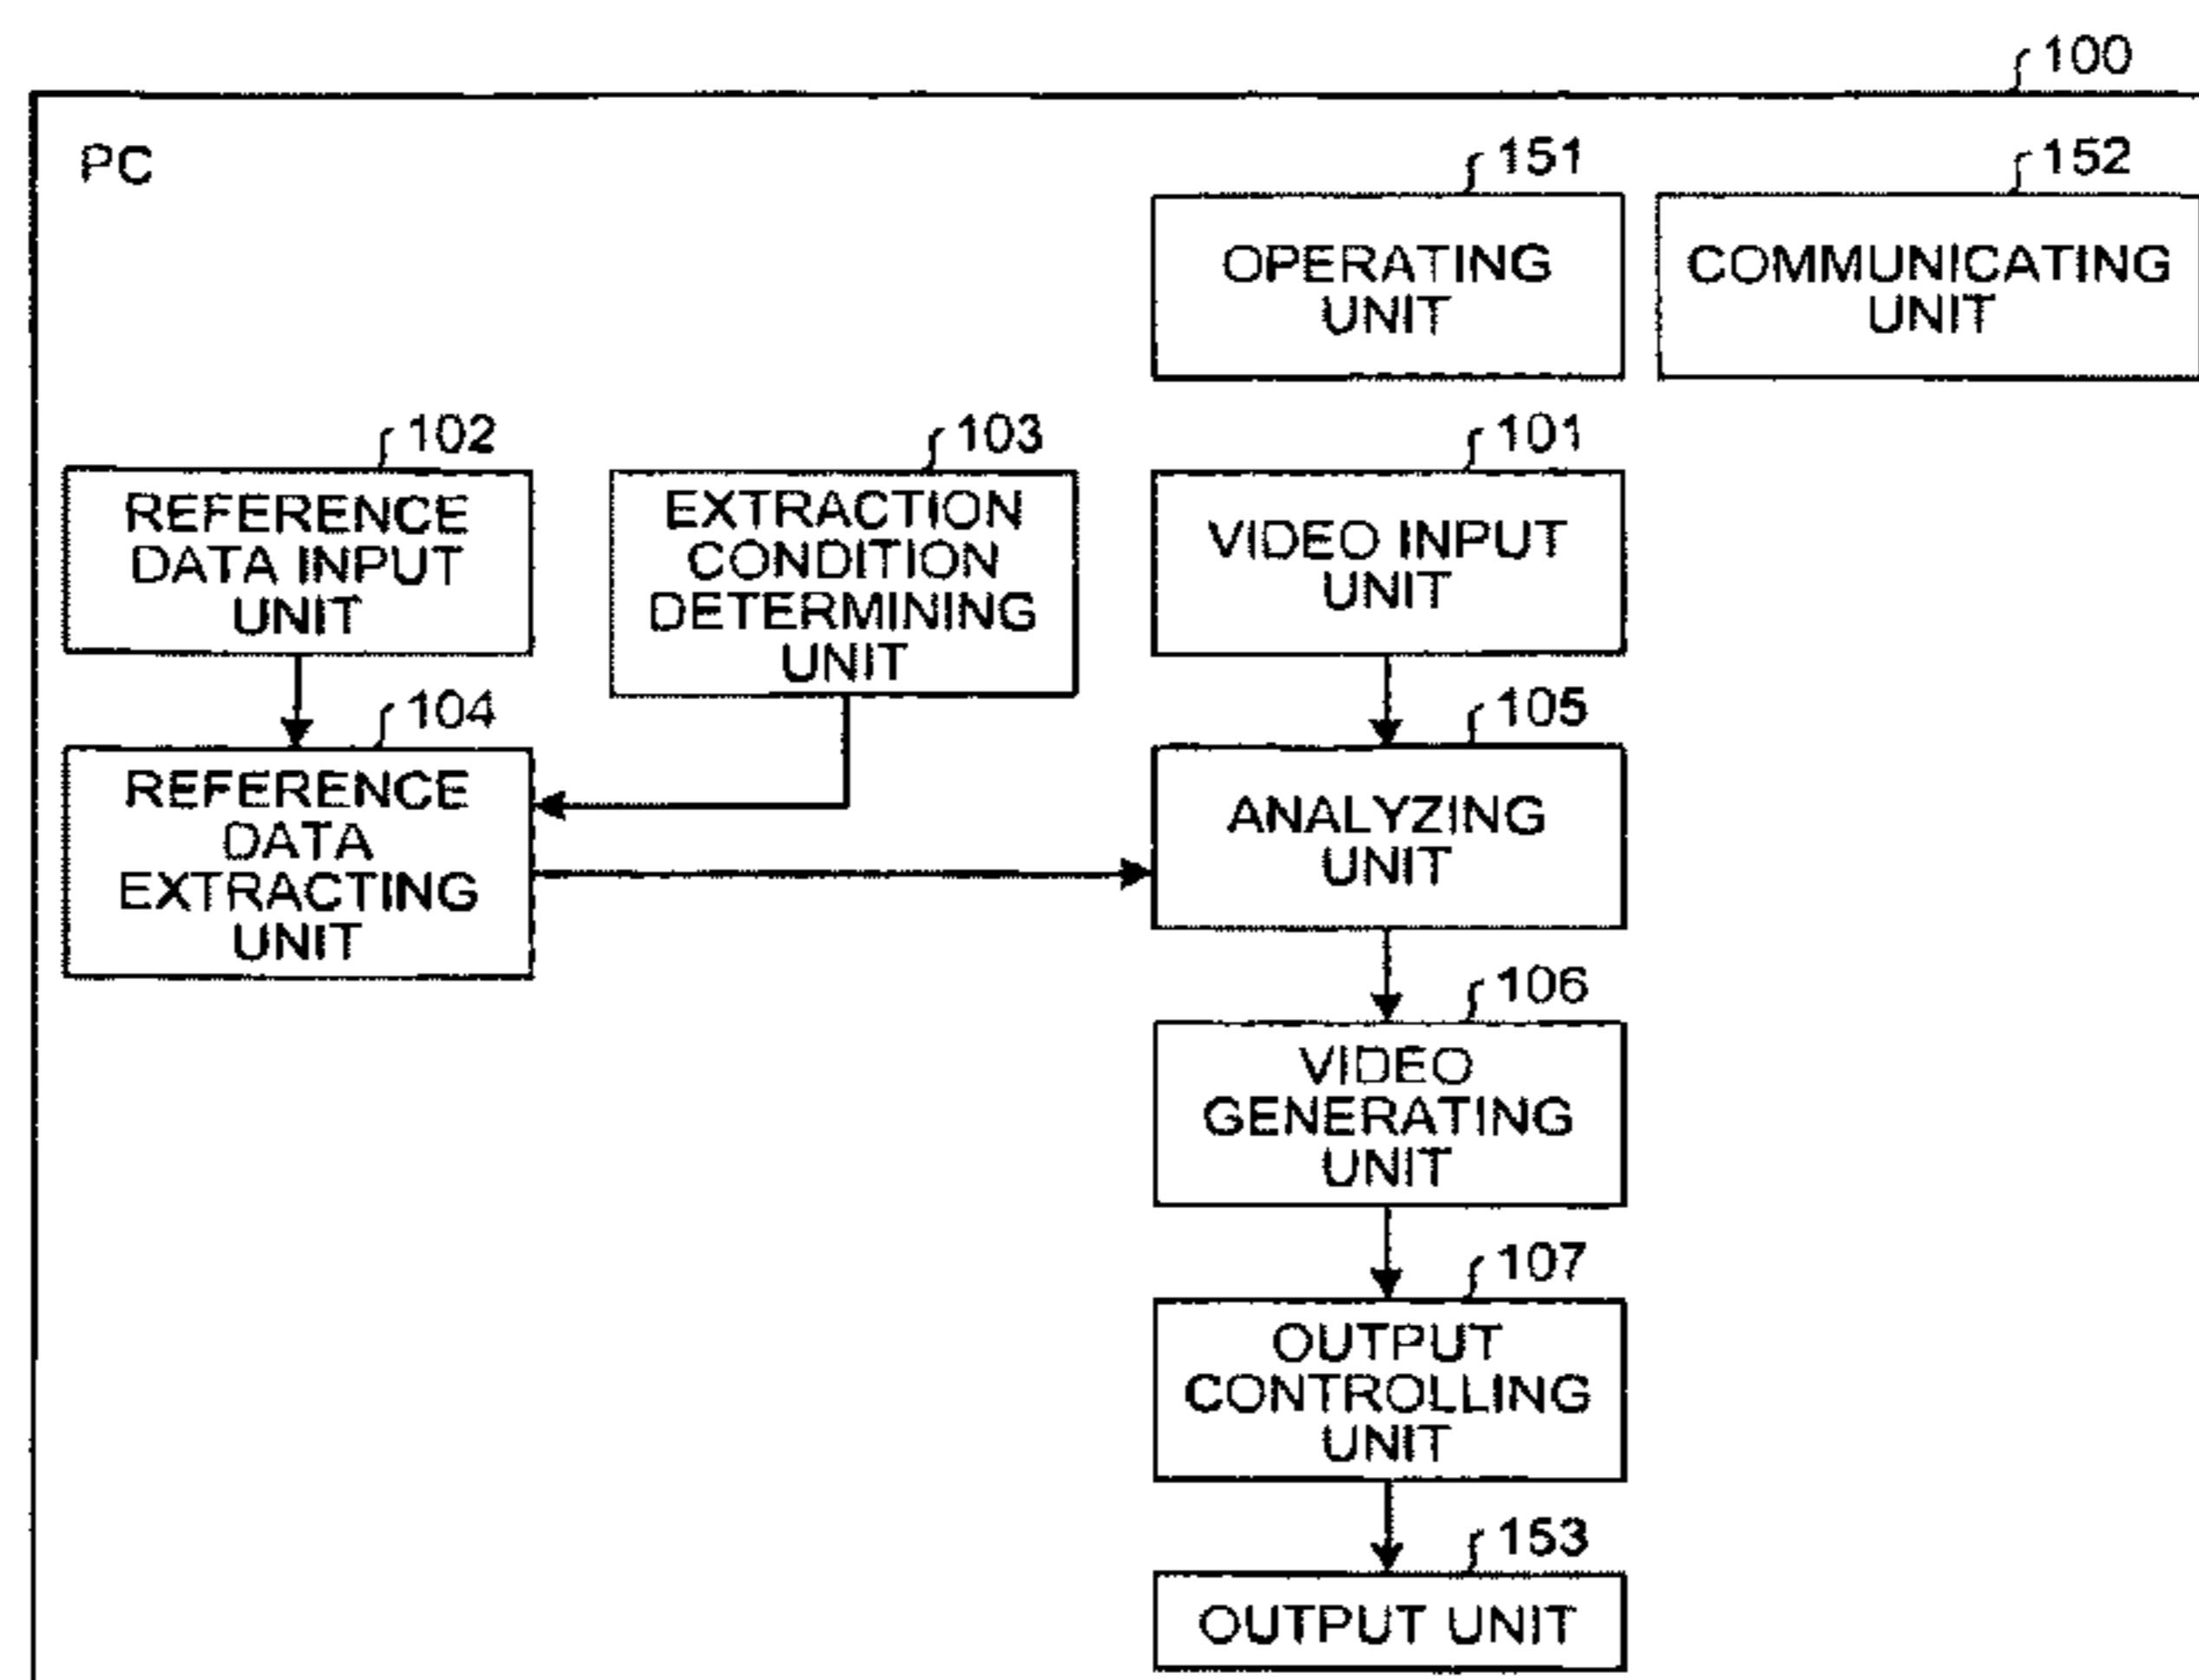 100
PC
151
OPERATING
UNIT
152
COMMUNICATING
UNIT
102
REFERENCE
DATA INPUT
UNIT
103
EXTRACTION
CONDITION
DETERMINING
UNIT
101
VIDEO INPUT
UNIT
104
REFERENCE
DATA
EXTRACTING
UNIT
105
ANALYZING
UNIT
106
VIDEO
GENERATING
UNIT
107
OUTPUT
CONTROLLING
UNIT
153
OUTPUT UNIT